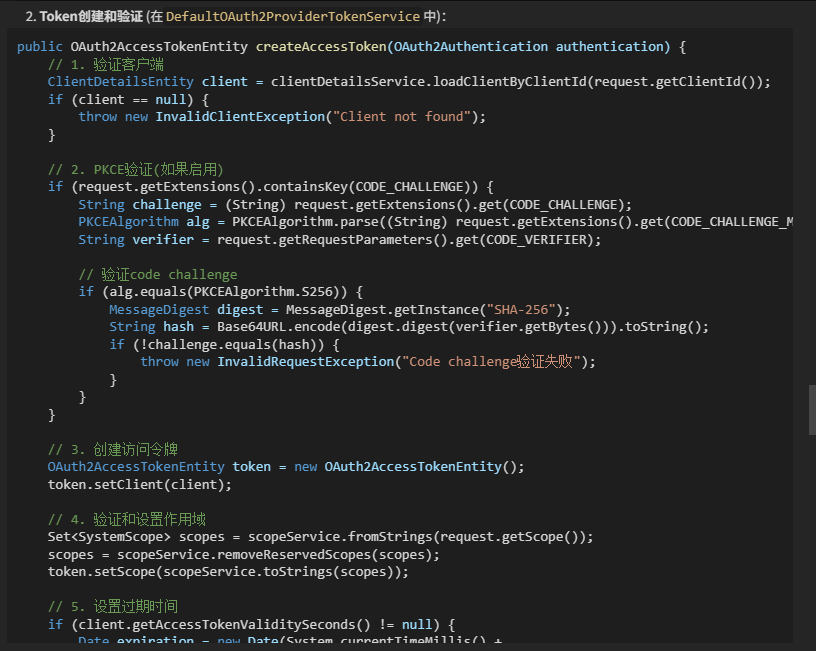 2. Token创建和验证 (在 DefaultOAuth2ProviderTokenService 中):
public OAuth2AccessTokenEntity createAccessToken(OAuth2Authentication authentication) {
// 1. 验证客户端
ClientDetailsEntity client = clientDetailsService.loadClientByClientId(request.getClientId());
if (client == null) {
throw new InvalidClientException("Client not found");
}
// 2. PKCE验证(如果启用)
if (request.getExtensions().containsKey(CODE_CHALLENGE)) {
String challenge = (String) request.getExtensions().get(CODE_CHALLENGE);
PKCEAlgorithm alg = PKCEAlgorithm.parse((String) request.getExtensions().get(CODE_CHALLENGE_M
String verifier = request.getRequestParameters().get(CODE_VERIFIER);
// 验证code challenge
if (alg.equals(PKCEAlgorithm.S256)) {
MessageDigest digest = MessageDigest.getInstance("SHA-256");
String hash = Base64URL.encode(digest.digest(verifier.getBytes())).toString();
if (!challenge.equals(hash)) {
throw new InvalidRequestException("Code challenge验证失败");
}
}
}
// 3. 创建访问令牌
OAuth2AccessTokenEntity token = new OAuth2AccessTokenEntity();
token.setClient(client);
// 4. 验证和设置作用域
Set<SystemScope> scopes = scopeService.fromStrings(request.getScope());
scopes = scopeService.removeReservedScopes(scopes);
token.setScope(scopeService.toStrings(scopes));
// 5. 设置过期时间
if (client.getAccessTokenValiditySeconds() != null) {
Date expiration = new Date(System.currentTimeMillis() +